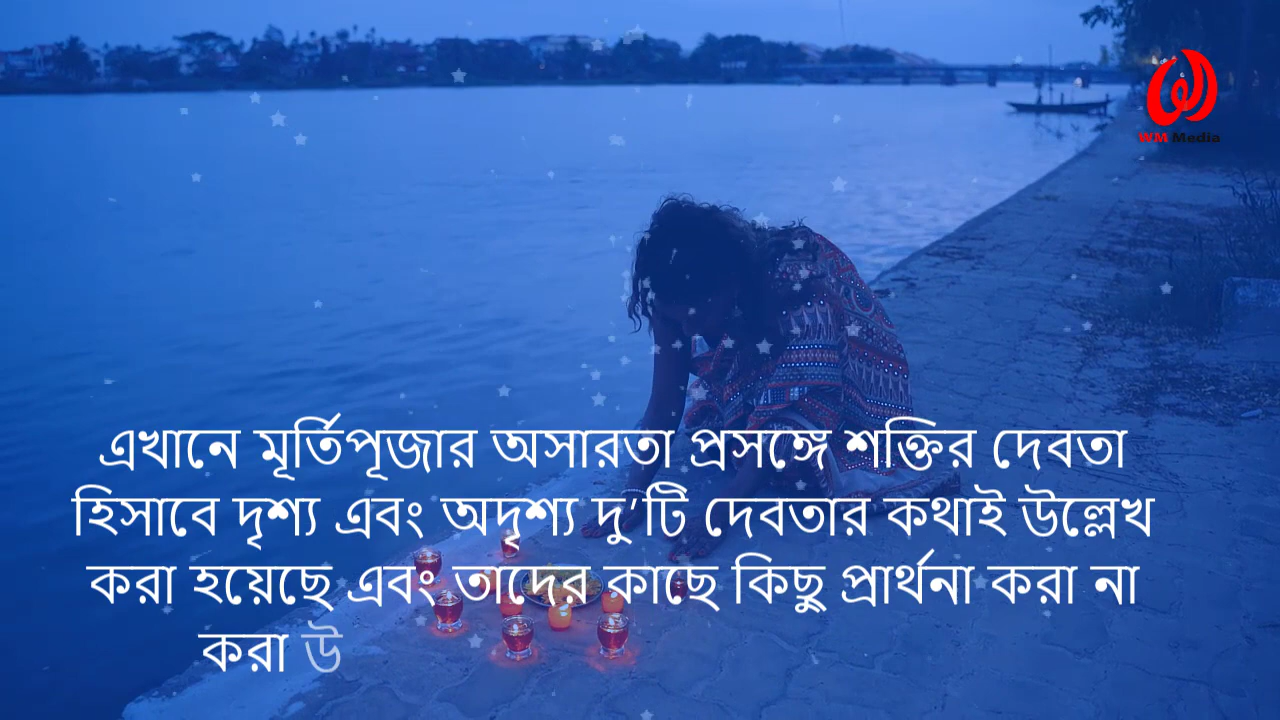 WM Media
এখানে মূর্তিপূজার অসারতা প্রসঙ্গে শক্তির দেবতা
হিসাবে দৃশ্য এবং অদৃশ্য দু'টি দেবতার কথাই উল্লেখ
করা হয়েছে এবং তাদের কাছে কিছু প্রার্থনা করা না
করা উ